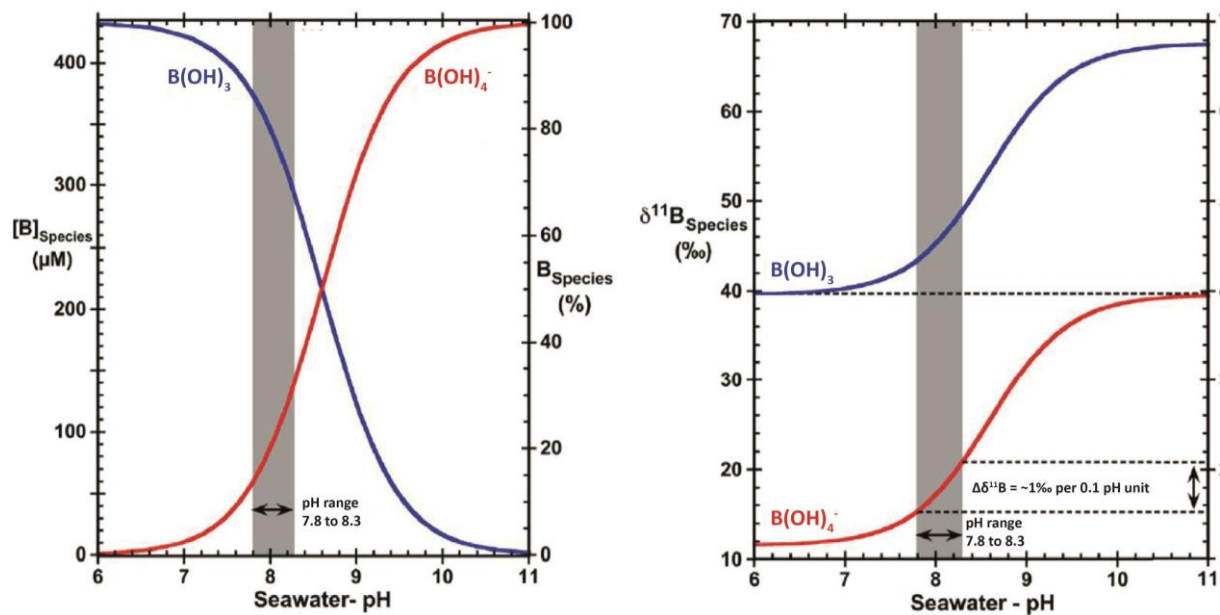 400
300
[B]Species
(µM)
200
100
0
B(OH)₃
B(OH)₄⁻
100
80
60
BSpecies
(%)
40
20
0
pH range
7.8 to 8.3
6 7 8 9 10 11
Seawater- pH
70
60
50
δ¹¹BSpecies
(‰)
40
30
20
10
B(OH)₃
B(OH)₄⁻
Δδ¹¹B = ~1‰ per 0.1 pH unit
pH range
7.8 to 8.3
6 7 8 9 10 11
Seawater - pH